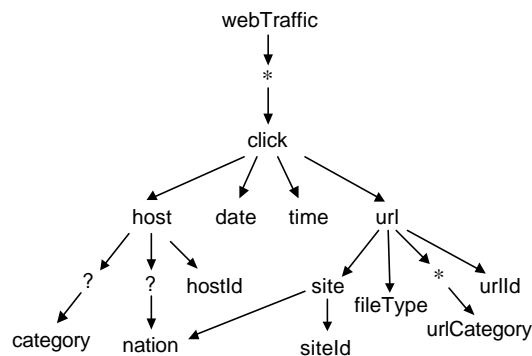 webTraffic
*
click
host date time url
? ? hostId site fileType * urlId
category nation siteId urlCategory